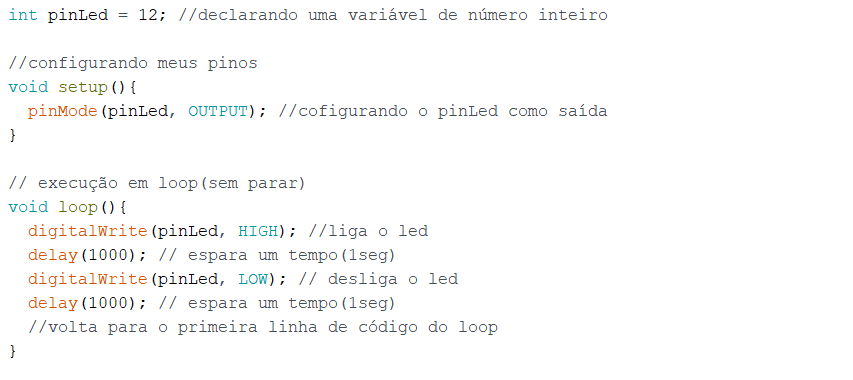 int pinLed = 12; //declarando uma variável de número inteiro
//configurando meus pinos
void setup(){
pinMode(pinLed, OUTPUT); //cofigurando o pinLed como saída
}
// execução em loop(sem parar)
void loop(){
digitalWrite(pinLed, HIGH); //liga o led
delay(1000); // espara um tempo(1seg)
digitalWrite(pinLed, LOW); // desliga o led
delay(1000); // espara um tempo(1seg)
//volta para o primeira linha de código do loop
}